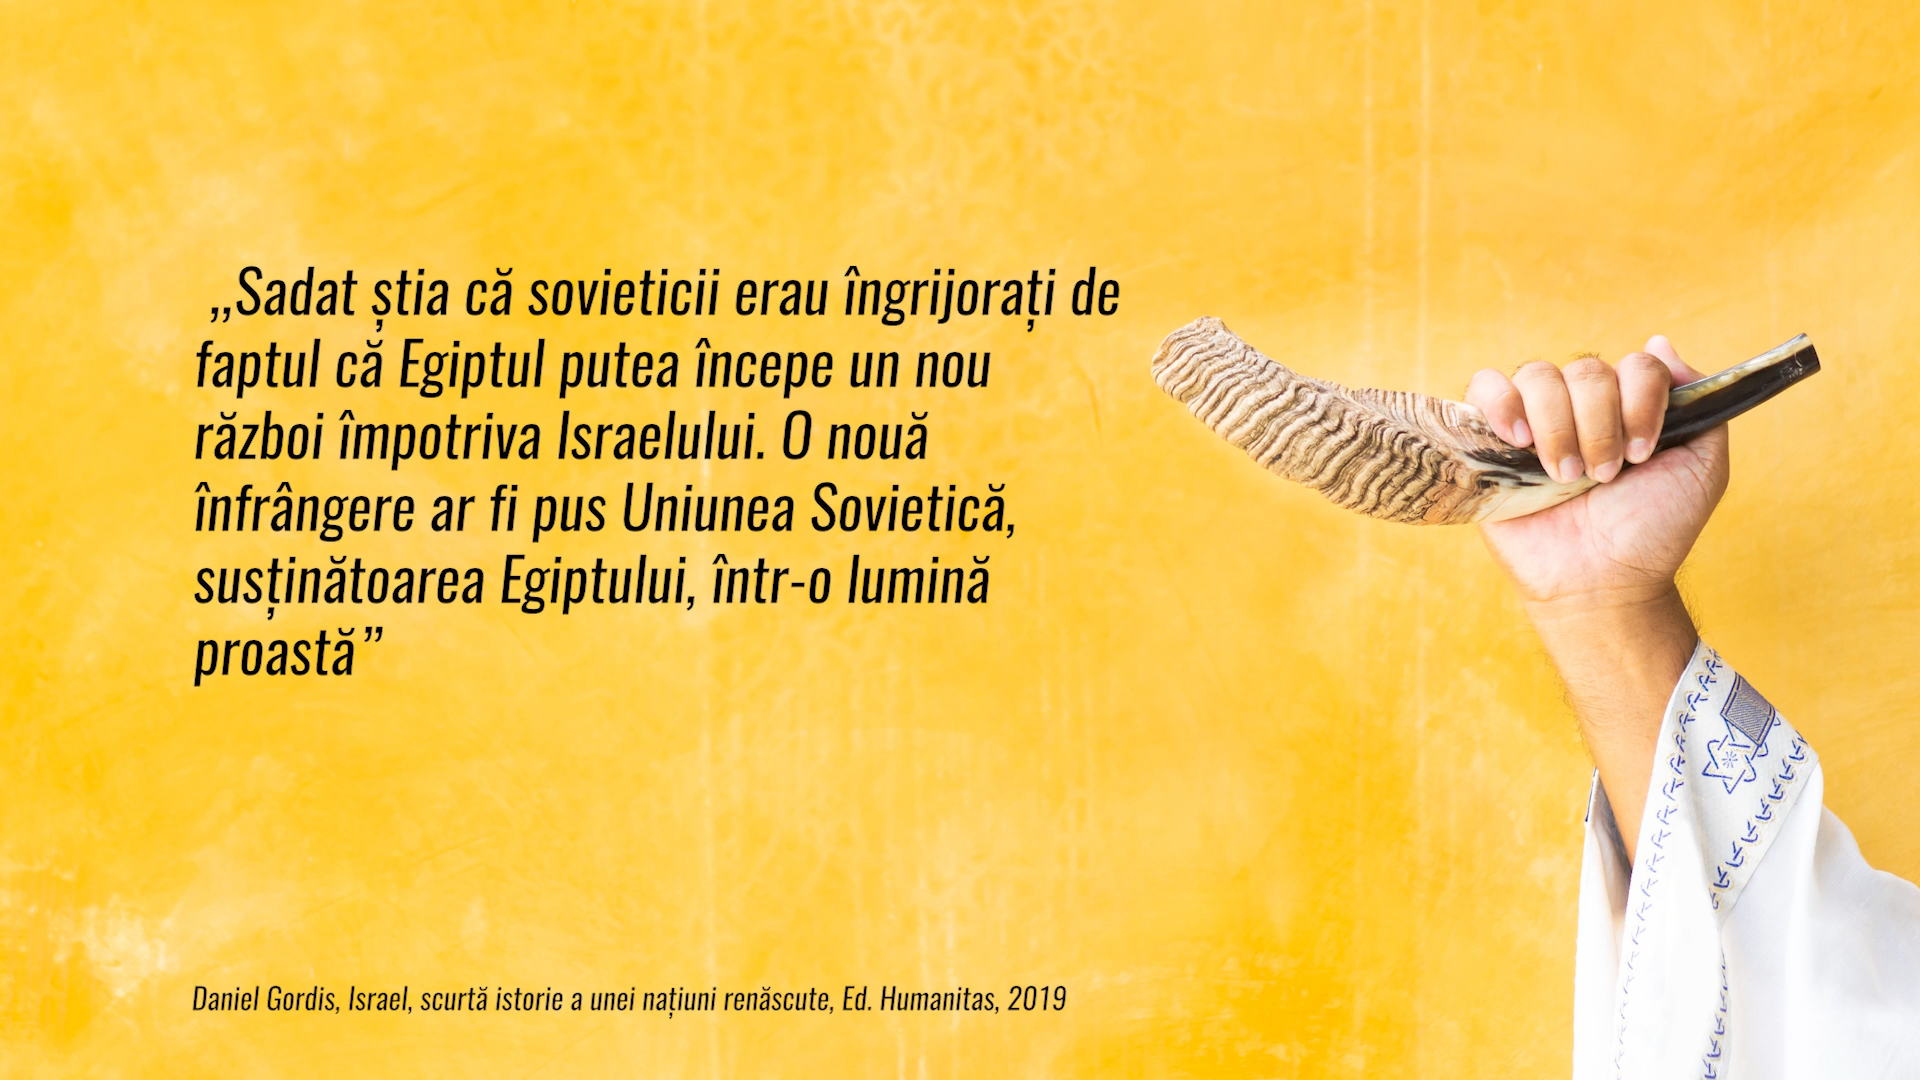 „Sadat știa că sovieticii erau îngrijorați de
faptul că Egiptul putea începe un nou
război împotriva Israelului. O nouă
înfrângere ar fi pus Uniunea Sovietică,
susținătoarea Egiptului, într-o lumină
proastă”
Daniel Gordis, Israel, scurtă istorie a unei națiuni renăscute, Ed. Humanitas, 2019